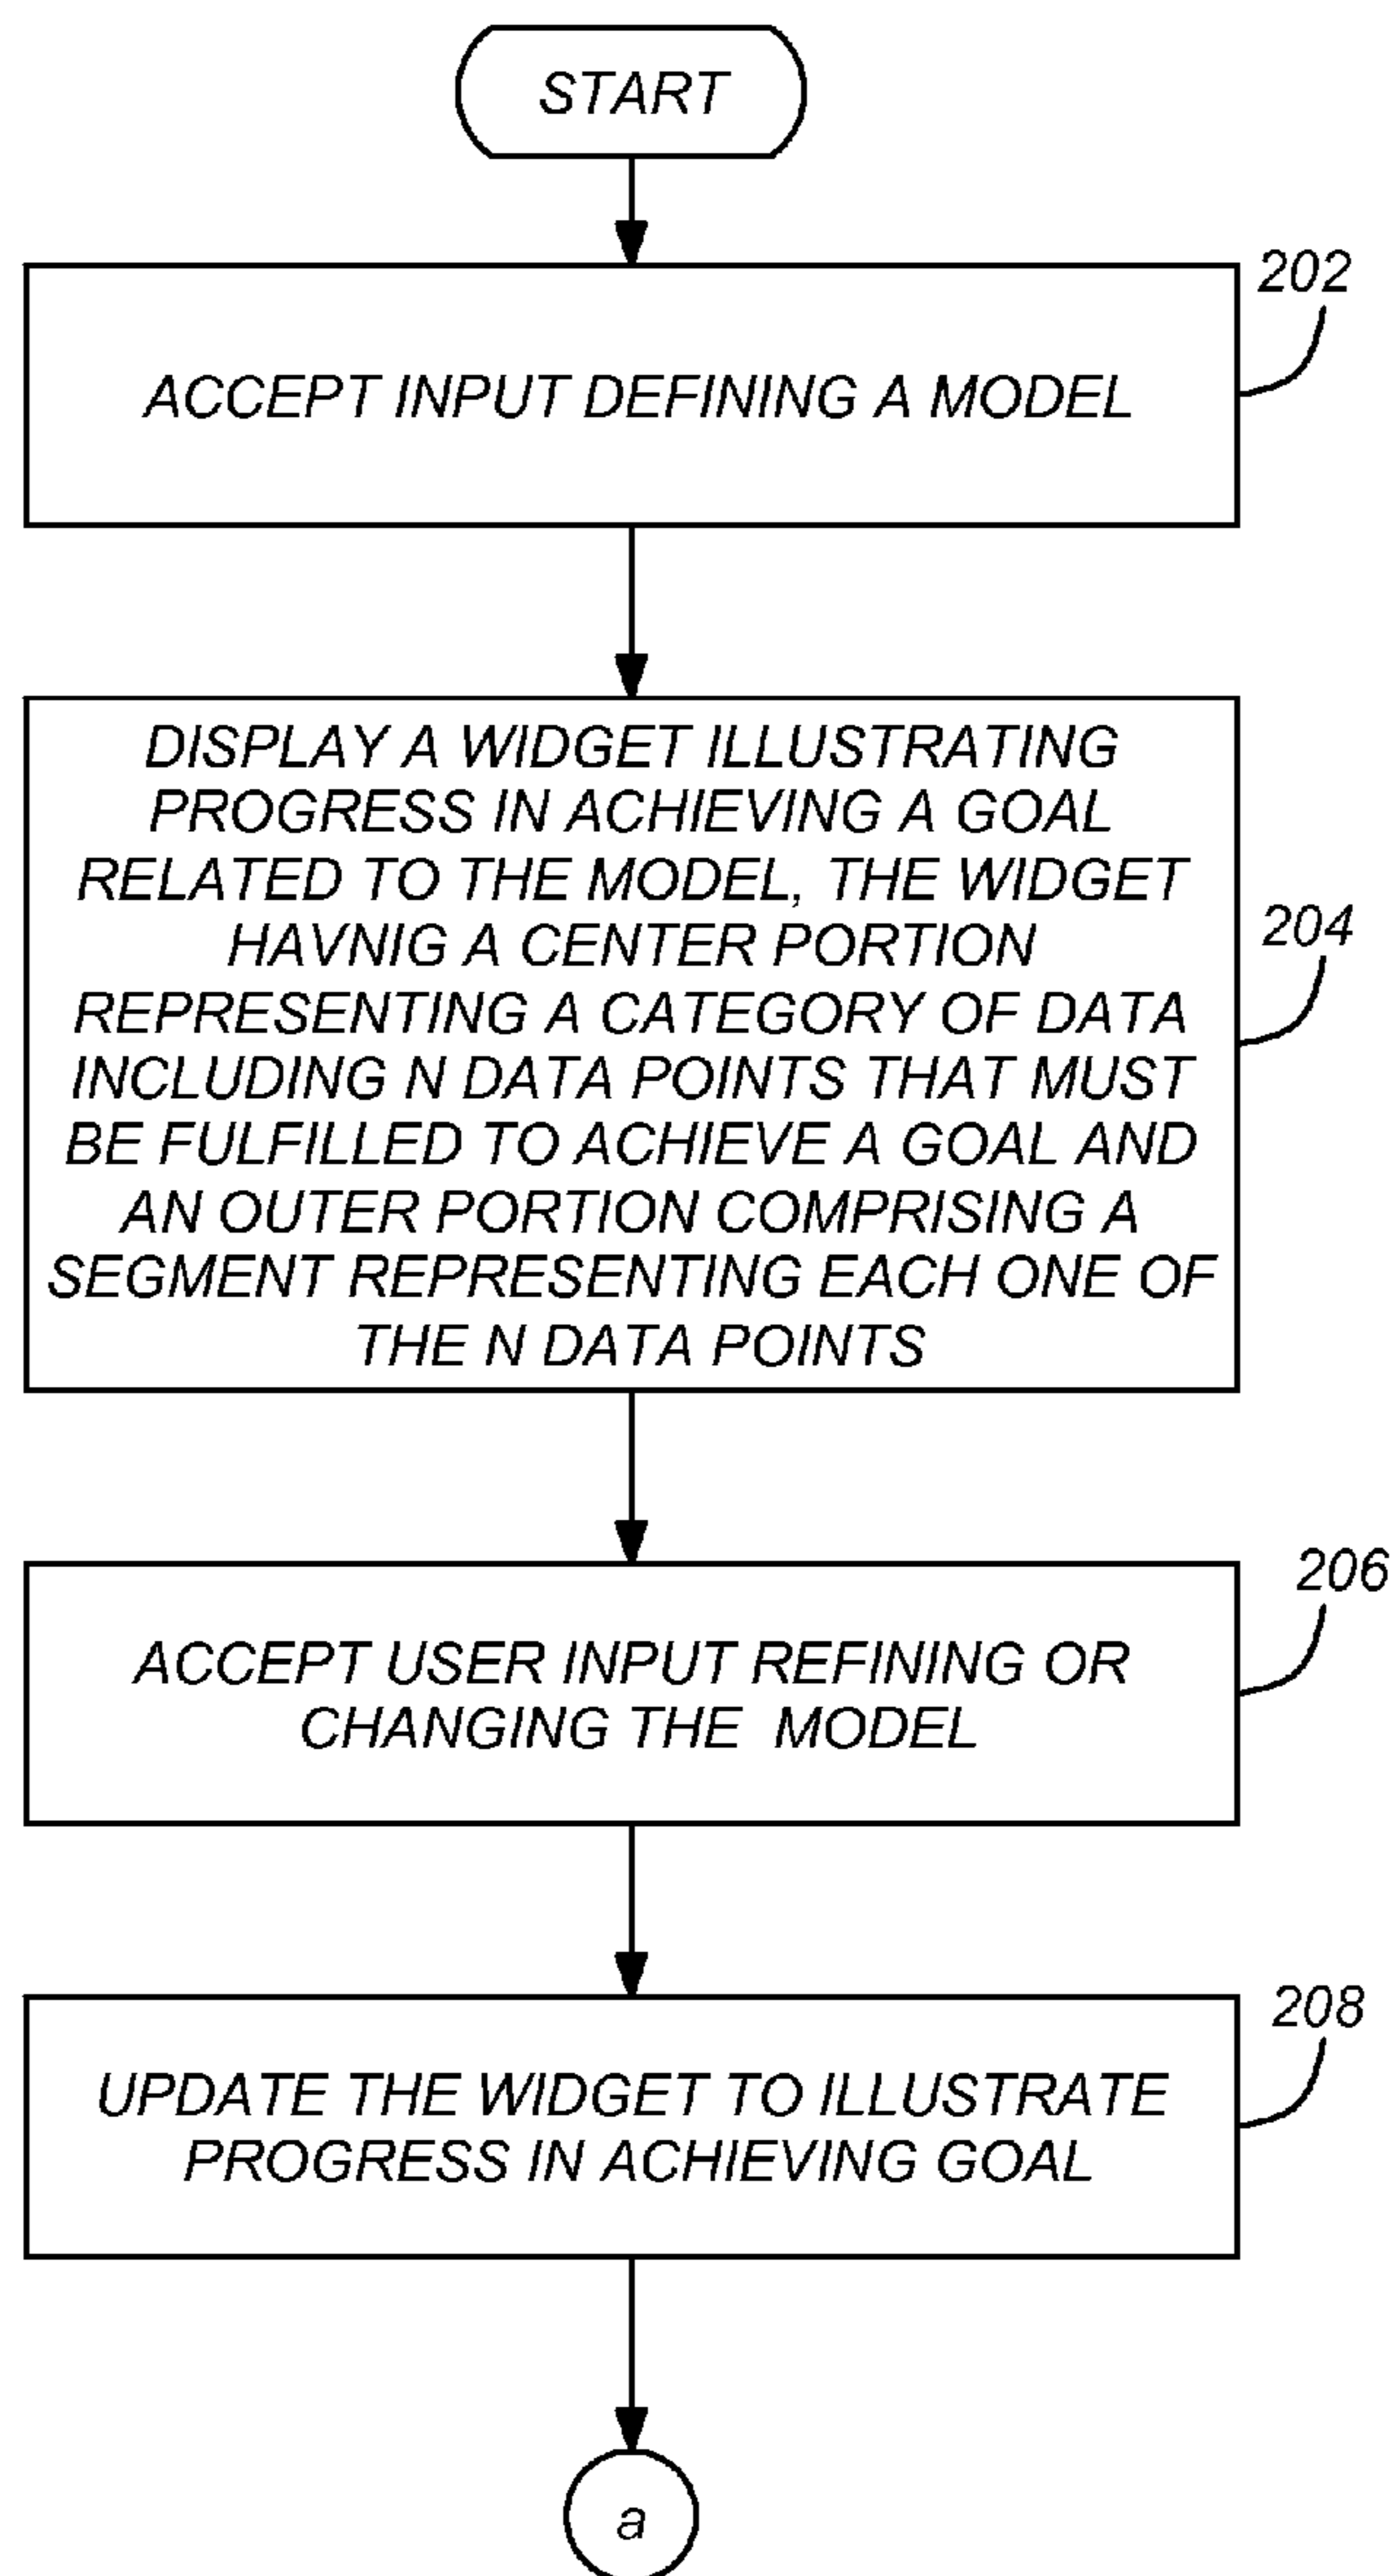 START
202
ACCEPT INPUT DEFINING A MODEL
DISPLAY A WIDGET ILLUSTRATING
PROGRESS IN ACHIEVING A GOAL
RELATED TO THE MODEL, THE WIDGET
HAVNIG A CENTER PORTION
REPRESENTING A CATEGORY OF DATA
INCLUDING N DATA POINTS THAT MUST
BE FULFILLED TO ACHIEVE A GOAL AND
AN OUTER PORTION COMPRISING A
SEGMENT REPRESENTING EACH ONE OF
THE N DATA POINTS
204
206
ACCEPT USER INPUT REFINING OR
CHANGING THE MODEL
208
UPDATE THE WIDGET TO ILLUSTRATE
PROGRESS IN ACHIEVING GOAL
a